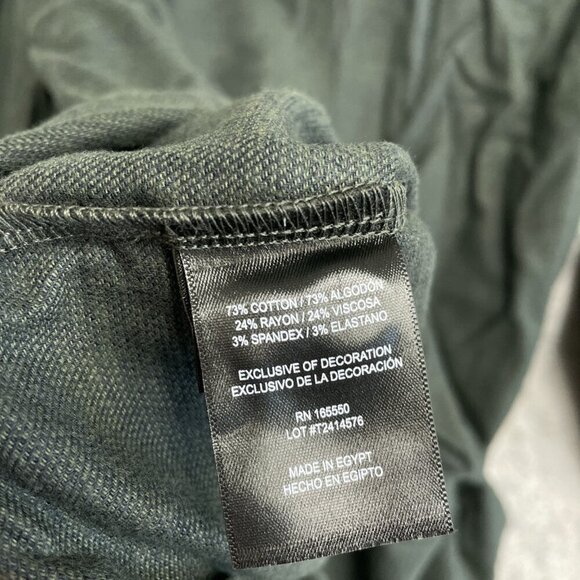 73% COTTON / 73% ALGODON
24% RAYON / 24% VISCOSA
3% SPANDEX / 3% ELASTANO
EXCLUSIVE OF DECORATION
EXCLUSIVO DE LA DECORACIÓN
RN 165550
LOT #T2414576
MADE IN EGYPT
HECHO EN EGIPTO